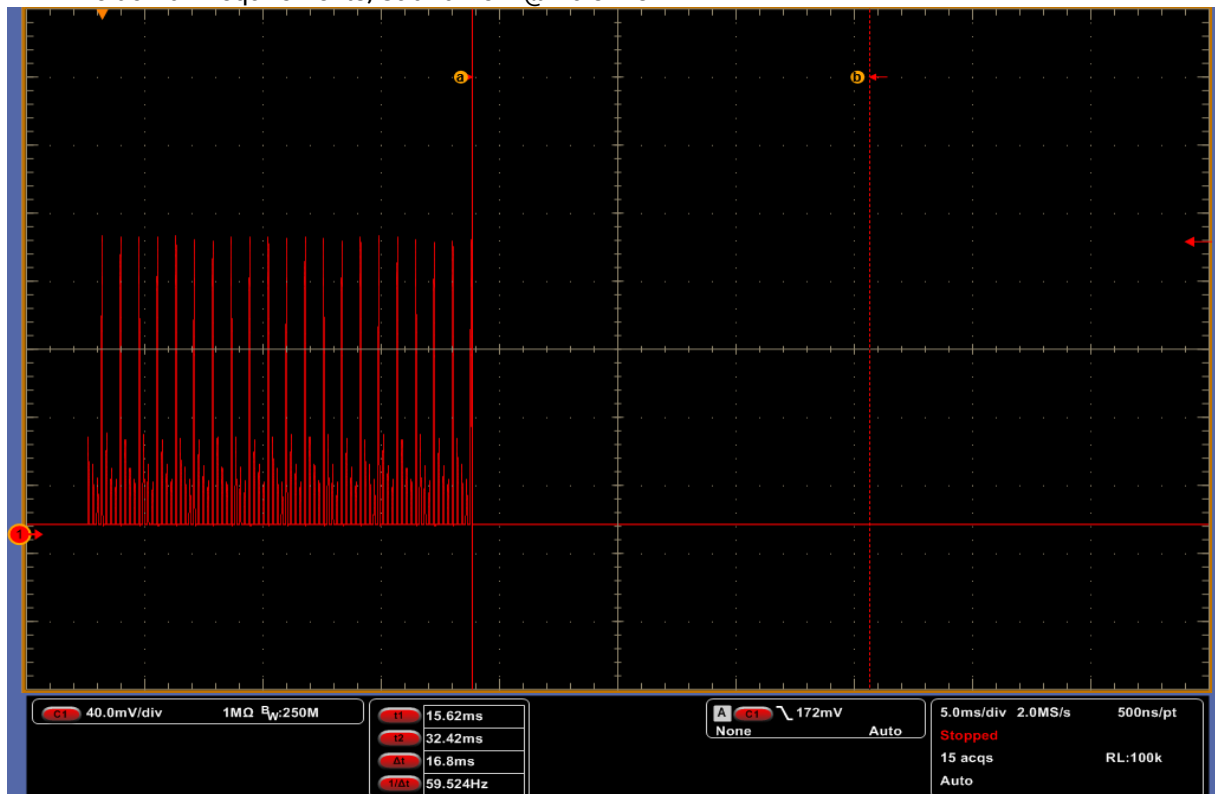 a b
1
C1 40.0mV/div 1MΩ BW:250M
t1 15.62ms
t2 32.42ms
Δt 16.8ms
1/Δt 59.524Hz
A C1 172mV
None Auto
5.0ms/div 2.0MS/s 500ns/pt
Stopped
15 acqs RL:100k
Auto